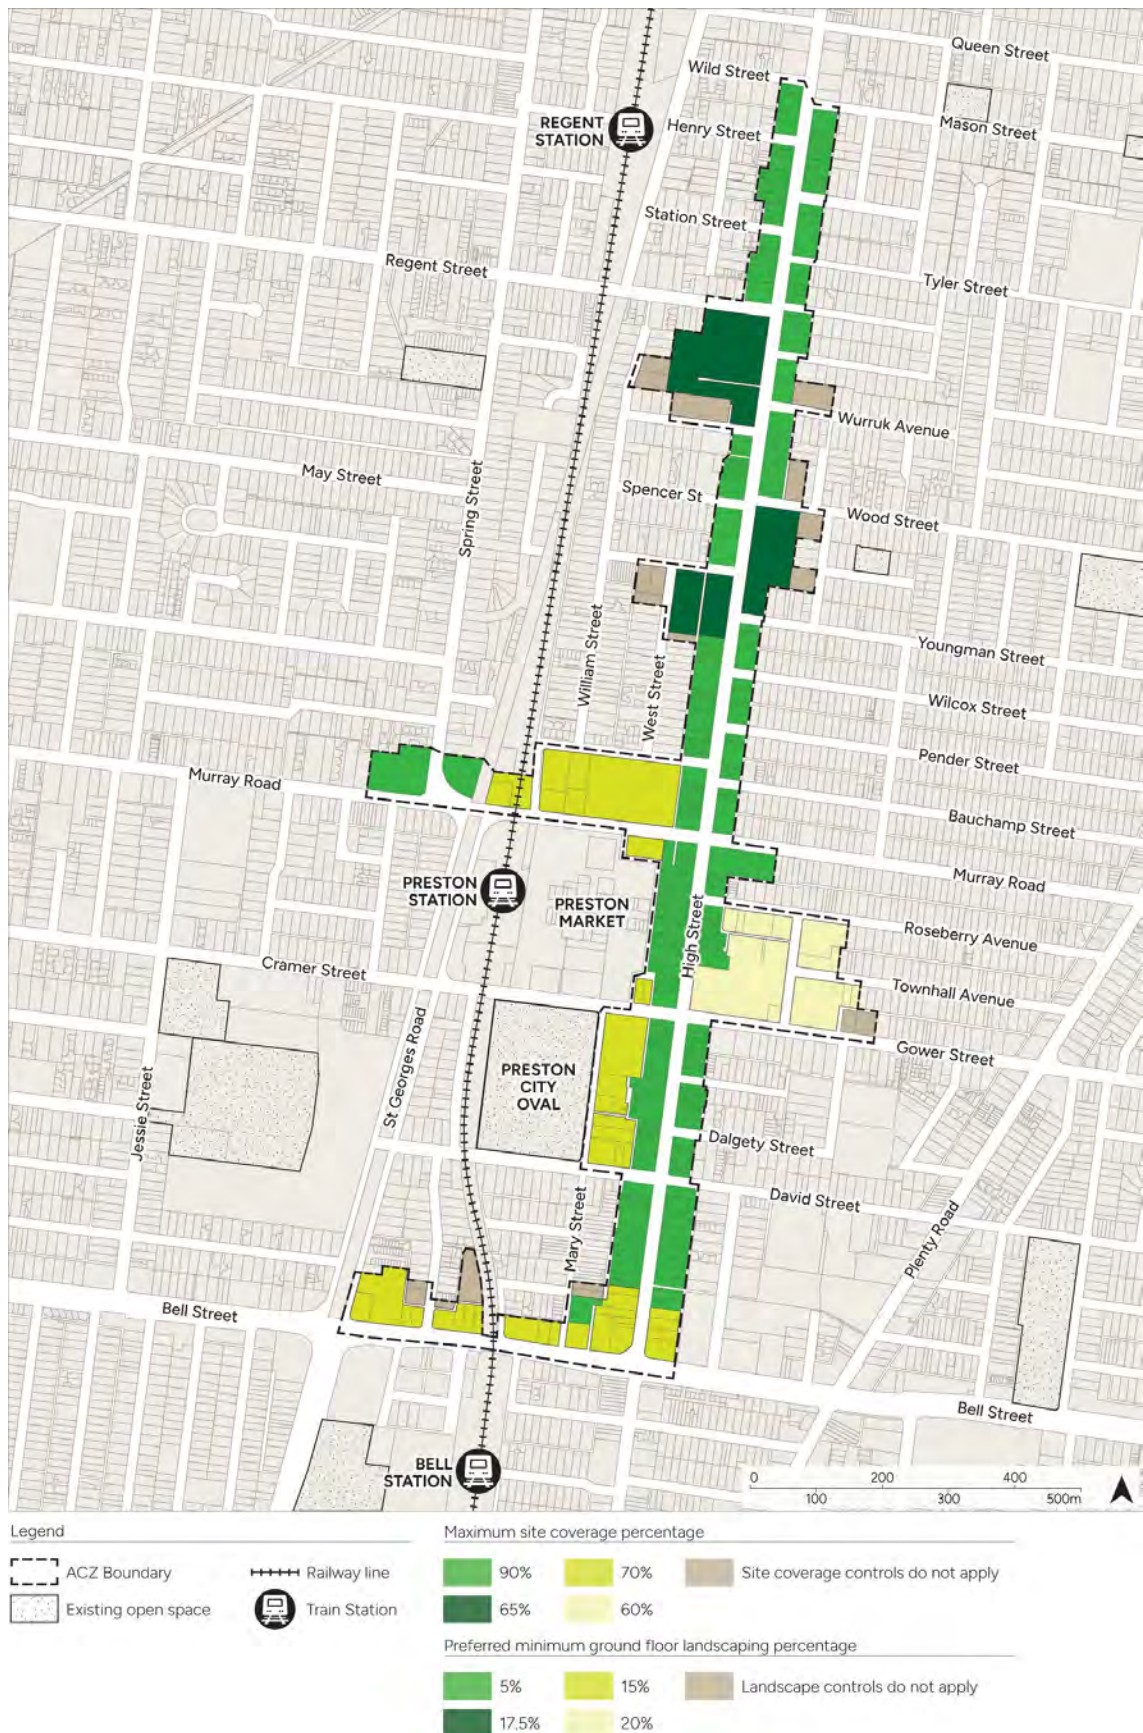 Queen Street
Wild Street
REGENT
STATION
Henry Street
Mason Street
Station Street
Regent Street
Tyler Street
Wurruk Avenue
May Street
Spring Street
Spencer St
Wood Street
William Street
West Street
Youngman Street
Wilcox Street
Pender Street
Murray Road
Bauchamp Street
Murray Road
PRESTON
STATION
PRESTON
MARKET
High Street
Roseberry Avenue
Cramer Street
Townhall Avenue
St Georges Road
Gower Street
PRESTON
CITY
OVAL
Jessie Street
Dalgety Street
David Street
Mary Street
Plenty Road
Bell Street
Bell Street
BELL
STATION
0 200 400
100 300 500m
Legend
ACZ Boundary
Railway line
Existing open space
Train Station
Maximum site coverage percentage
90% 70% Site coverage controls do not apply
65% 60%
Preferred minimum ground floor landscaping percentage
5% 15% Landscape controls do not apply
17.5% 20%